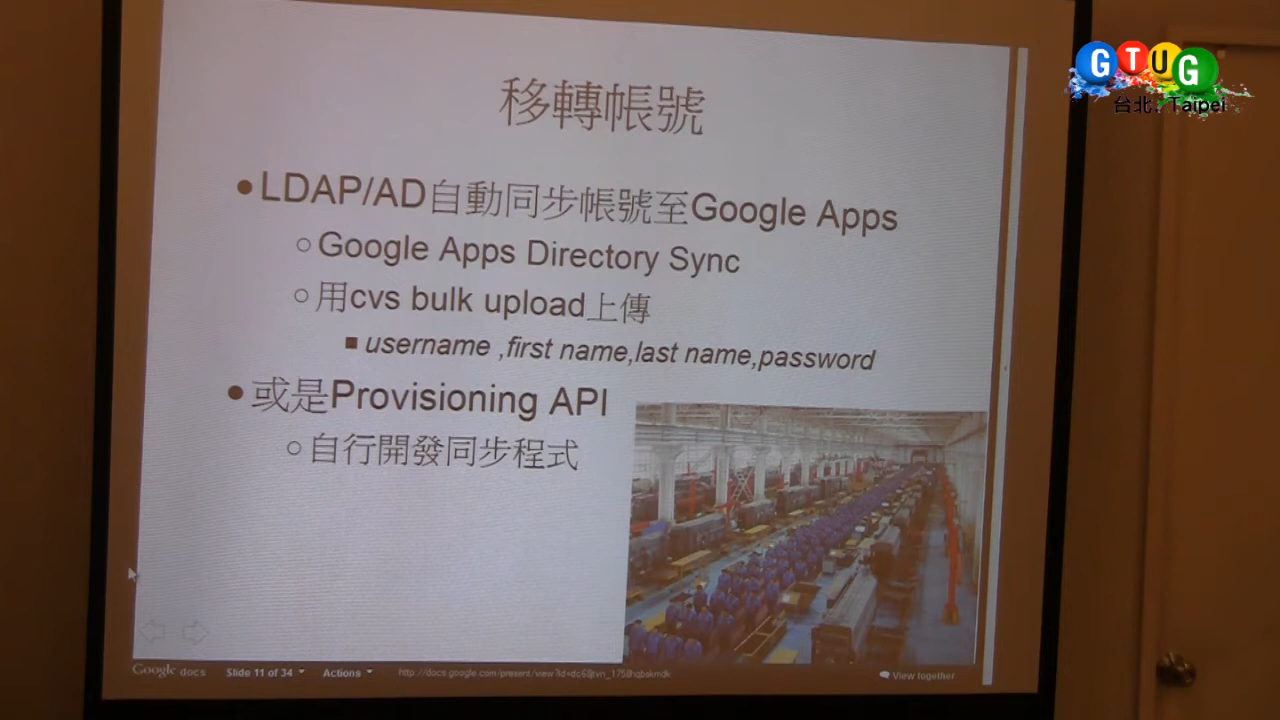 移轉帳號
●LDAP/AD自動同步帳號至Google Apps
○Google Apps Directory Sync
○用cvs bulk upload上傳
■username ,first name,last name,password
●或是Provisioning API
○自行開發同步程式
Google docs Slide 11 of 34 Actions View together
GTUG
台北, Taipei